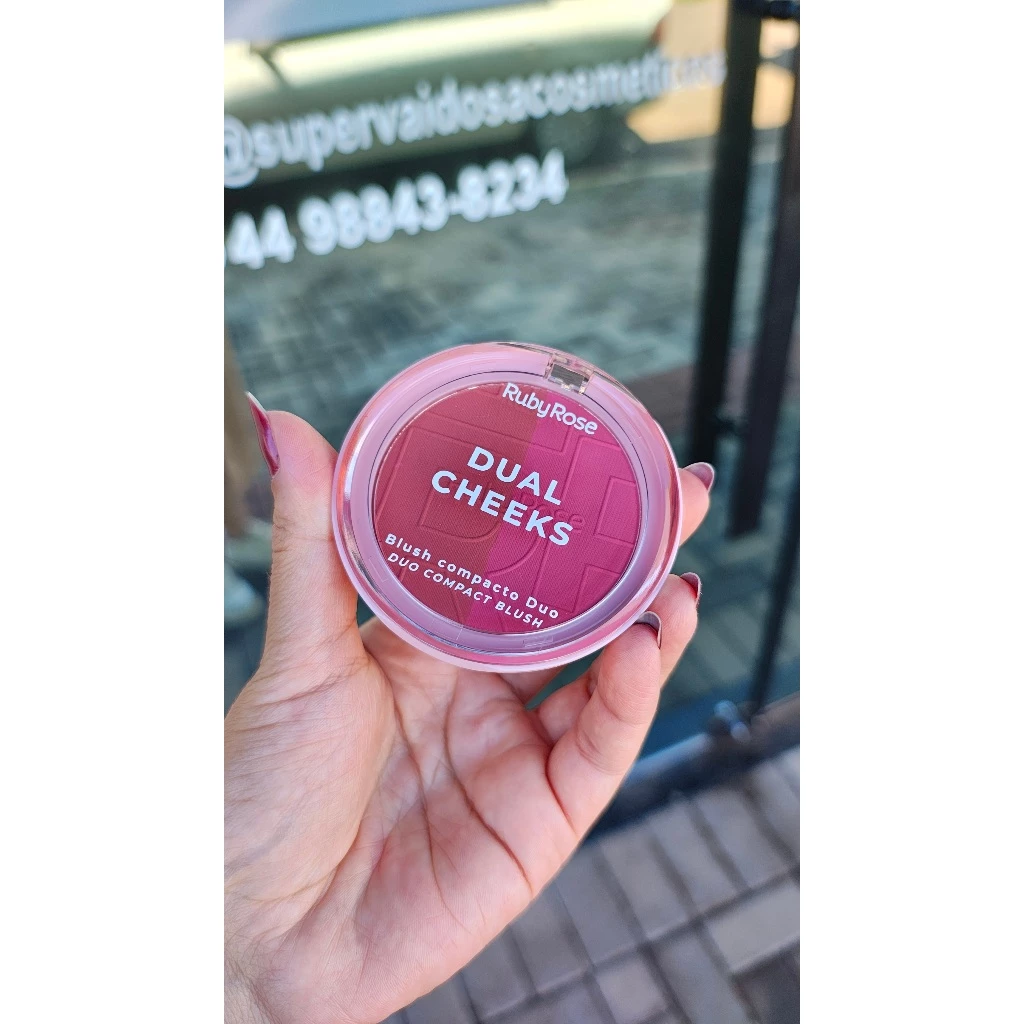 @supervaidosacosmeticos
44 98843-8234
RubyRose
DUAL
CHEEKS
Blush compacto Duo
DUO COMPACT BLUSH